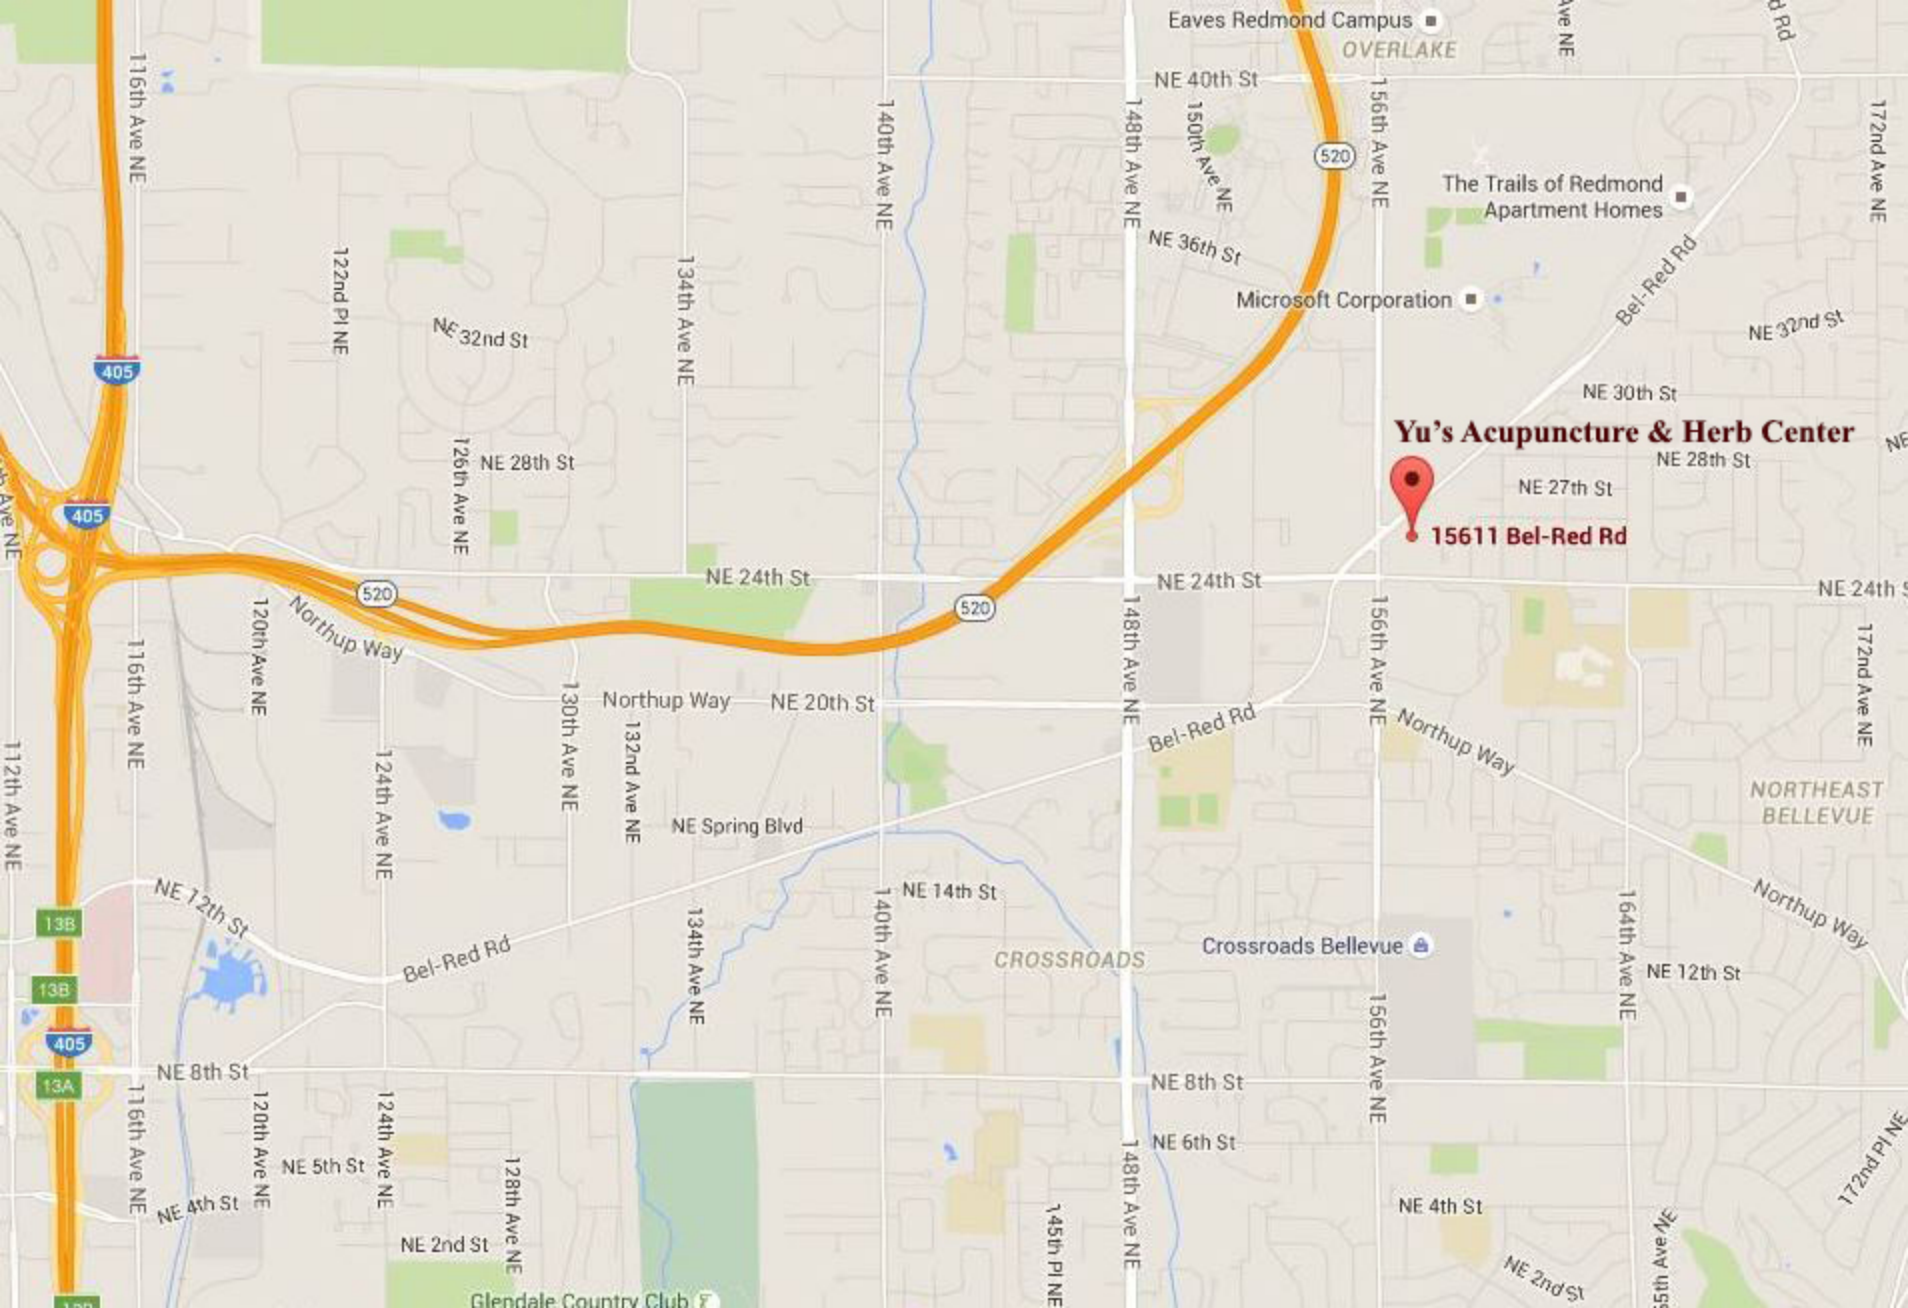 Eaves Redmond Campus
OVERLAKE
Ave NE
d Rd
116th Ave NE
NE 40th St
140th Ave NE
148th Ave NE
150th Ave NE
156th Ave NE
172nd Ave NE
520
The Trails of Redmond
Apartment Homes
NE 36th St
122nd Pl NE
134th Ave NE
Bel-Red Rd
Microsoft Corporation
NE 32nd St
NE 32nd St
405
NE 30th St
Yu's Acupuncture & Herb Center
NE
NE 28th St
126th Ave NE
NE 28th St
NE 27th St
405
th Ave NE
15611 Bel-Red Rd
NE 24th St
NE 24th St
NE 24th S
520
520
Northup Way
120th Ave NE
116th Ave NE
148th Ave NE
156th Ave NE
172nd Ave NE
130th Ave NE
Northup Way
NE 20th St
Bel-Red Rd
Northup Way
132nd Ave NE
112th Ave NE
124th Ave NE
NORTHEAST
BELLEVUE
NE Spring Blvd
NE 12th St
NE 14th St
140th Ave NE
134th Ave NE
164th Ave NE
Northup Way
13B
Bel-Red Rd
CROSSROADS
Crossroads Bellevue
NE 12th St
13B
156th Ave NE
405
NE 8th St
NE 8th St
13A
116th Ave NE
120th Ave NE
124th Ave NE
NE 6th St
148th Ave NE
172nd Pl NE
NE 5th St
128th Ave NE
NE 4th St
NE 4th St
145th Pl NE
65th Ave NE
NE 2nd St
NE 2nd St
Glendale Country Club